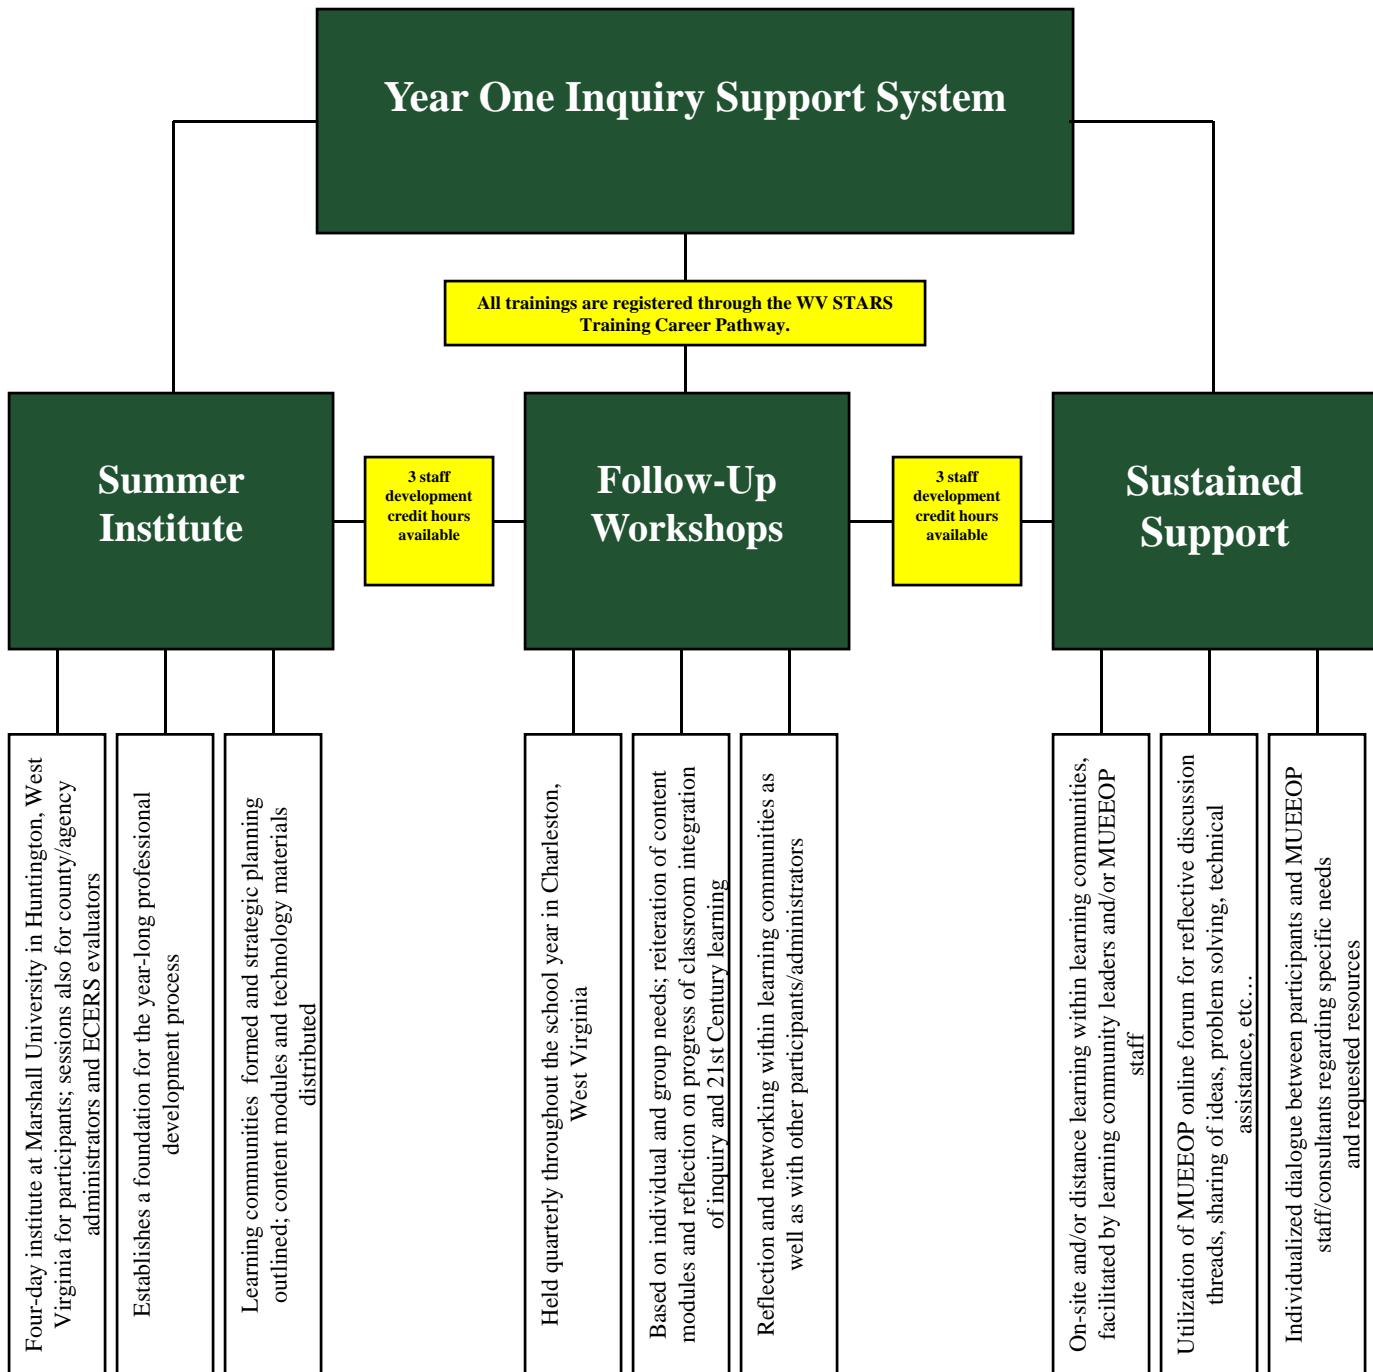 Year One Inquiry Support System
All trainings are registered through the WV STARS
Training Career Pathway.
Summer
Institute
3 staff
development
credit hours
available
Follow-Up
Workshops
3 staff
development
credit hours
available
Sustained
Support
Four-day institute at Marshall University in Huntington, West
Virginia for participants; sessions also for county/agency
administrators and ECERS evaluators
Establishes a foundation for the year-long professional
development process
Learning communities formed and strategic planning
outlined; content modules and technology materials
distributed
Held quarterly throughout the school year in Charleston,
West Virginia
Based on individual and group needs; reiteration of content
modules and reflection on progress of classroom integration
of inquiry and 21st Century learning
Reflection and networking within learning communities as
well as with other participants/administrators
On-site and/or distance learning within learning communities,
facilitated by learning community leaders and/or MUEEOP
staff
Utilization of MUEEOP online forum for reflective discussion
threads, sharing of ideas, problem solving, technical
assistance, etc…
Individualized dialogue between participants and MUEEOP
staff/consultants regarding specific needs
and requested resources